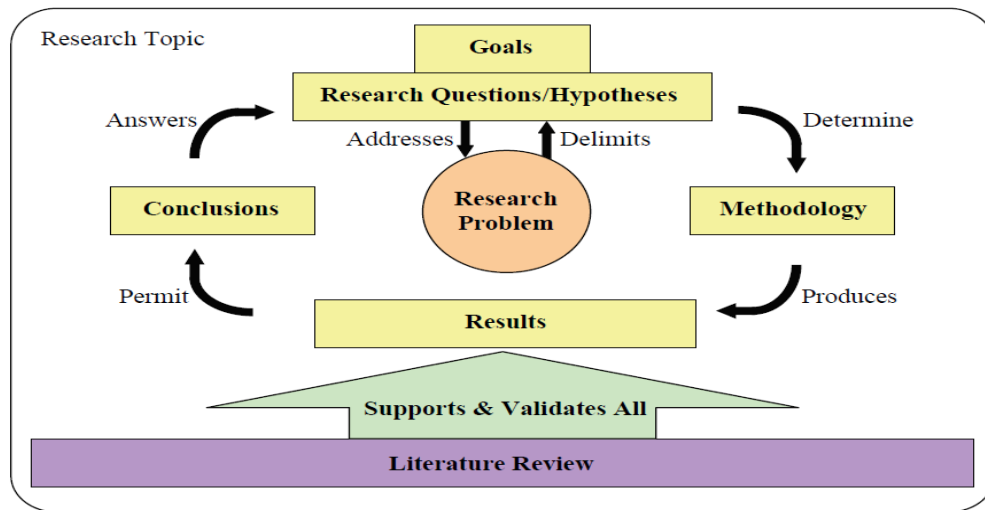 Research Topic
Goals
Research Questions/Hypotheses
Answers
Addresses
Delimits
Determine
Conclusions
Research
Problem
Methodology
Permit
Produces
Results
Supports & Validates All
Literature Review